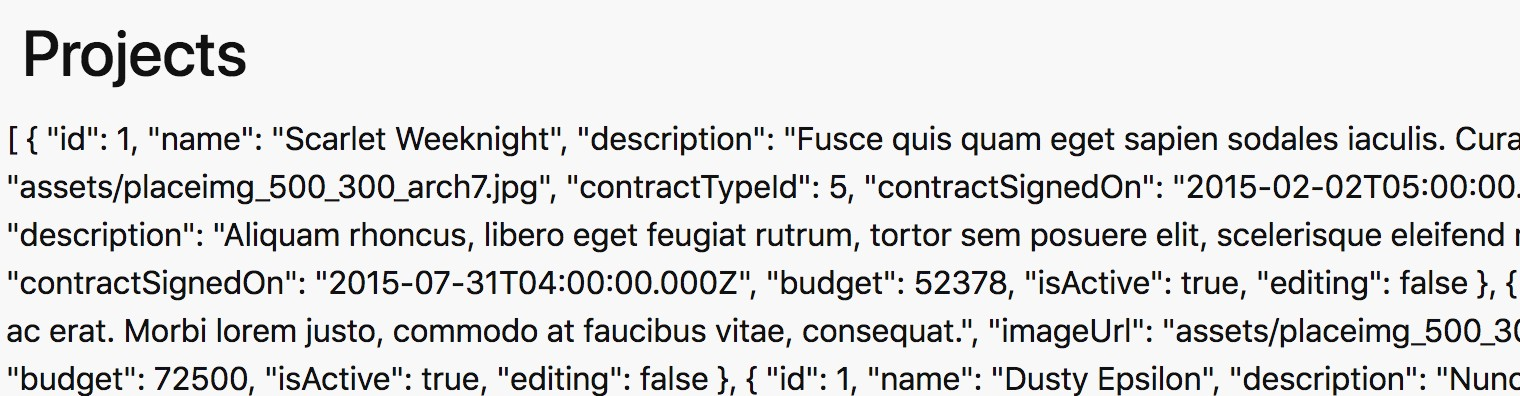 Projects
[ { "id": 1, "name": "Scarlet Weeknight", "description": "Fusce quis quam eget sapien sodales iaculis. Cura
"assets/placeimg_500_300_arch7.jpg", "contractTypeId": 5, "contractSignedOn": "2015-02-02T05:00:00.
"description": "Aliquam rhoncus, libero eget feugiat rutrum, tortor sem posuere elit, scelerisque eleifend
"contractSignedOn": "2015-07-31T04:00:00.000Z", "budget": 52378, "isActive": true, "editing": false }, {
ac erat. Morbi lorem justo, commodo at faucibus vitae, consequat.", "imageUrl": "assets/placeimg_500_30
"budget": 72500, "isActive": true, "editing": false }, { "id": 1, "name": "Dusty Epsilon", "description": "Nunc